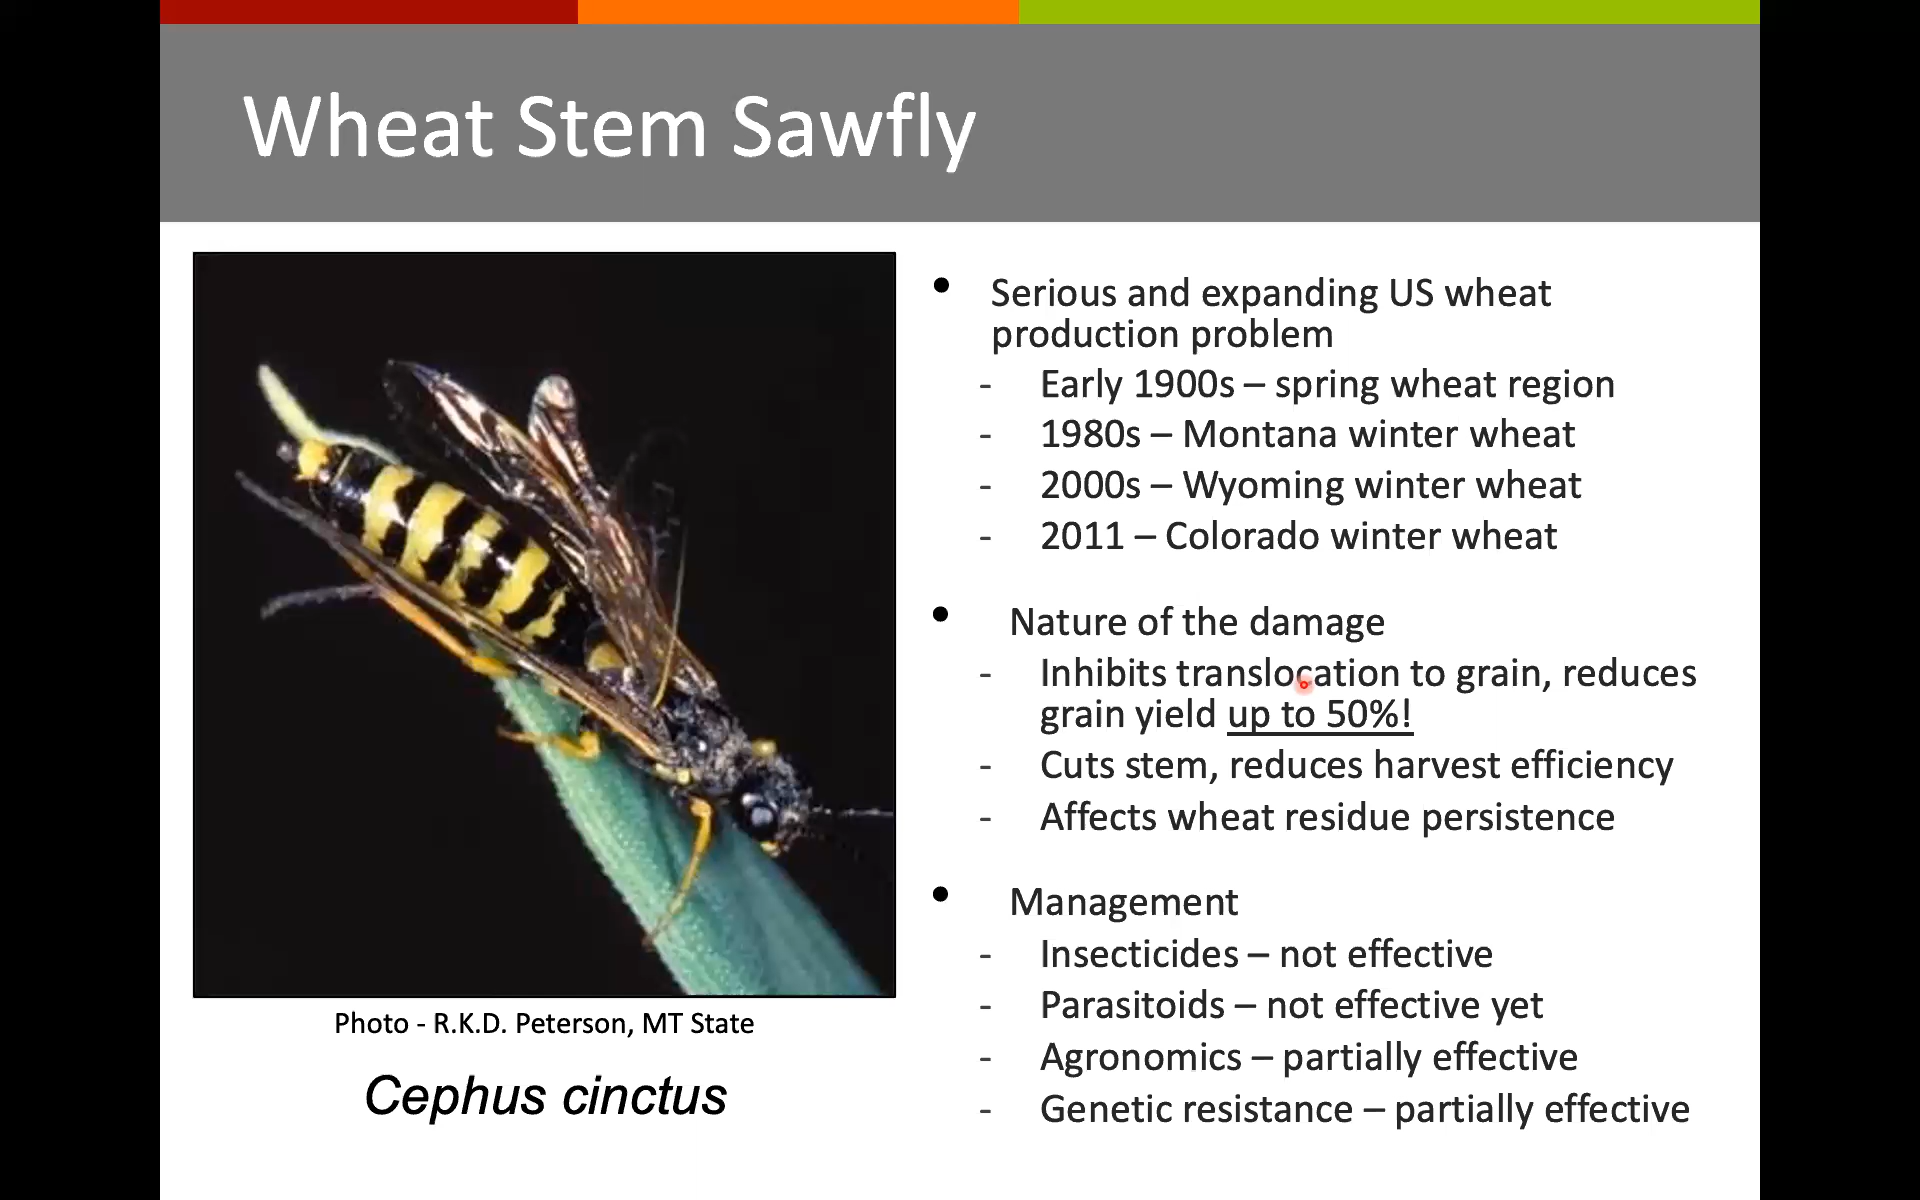 Wheat Stem Sawfly
• Serious and expanding US wheat
production problem
- Early 1900s – spring wheat region
- 1980s – Montana winter wheat
- 2000s – Wyoming winter wheat
- 2011 – Colorado winter wheat
• Nature of the damage
- Inhibits translocation to grain, reduces
grain yield up to 50%!
- Cuts stem, reduces harvest efficiency
- Affects wheat residue persistence
• Management
- Insecticides – not effective
- Parasitoids – not effective yet
- Agronomics – partially effective
- Genetic resistance – partially effective
Photo - R.K.D. Peterson, MT State
Cephus cinctus